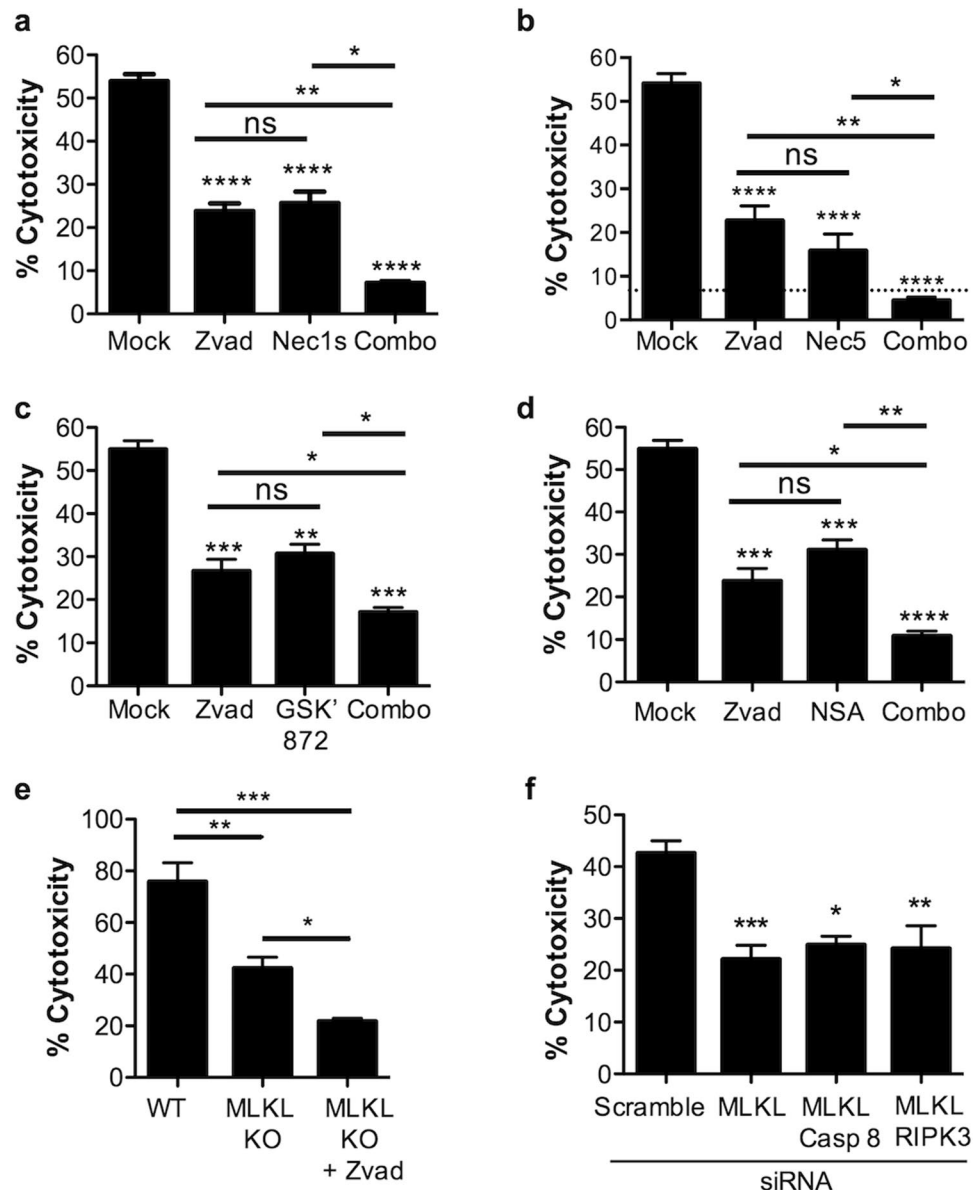 a
% Cytotoxicity
60
50
40
30
20
10
0
*
**
ns
****
****
****
Mock Zvad Nec1s Combo
b
% Cytotoxicity
60
50
40
30
20
10
0
*
**
ns
****
****
****
Mock Zvad Nec5 Combo
c
% Cytotoxicity
60
50
40
30
20
10
0
*
*
ns
***
**
***
Mock Zvad GSK' Combo
872
d
% Cytotoxicity
60
50
40
30
20
10
0
**
*
ns
***
***
****
Mock Zvad NSA Combo
e
% Cytotoxicity
100
80
60
40
20
0
***
**
*
WT MLKL MLKL
KO KO
+ Zvad
f
% Cytotoxicity
50
40
30
20
10
0
***
*
**
Scramble MLKL MLKL MLKL
Casp 8 RIPK3
siRNA